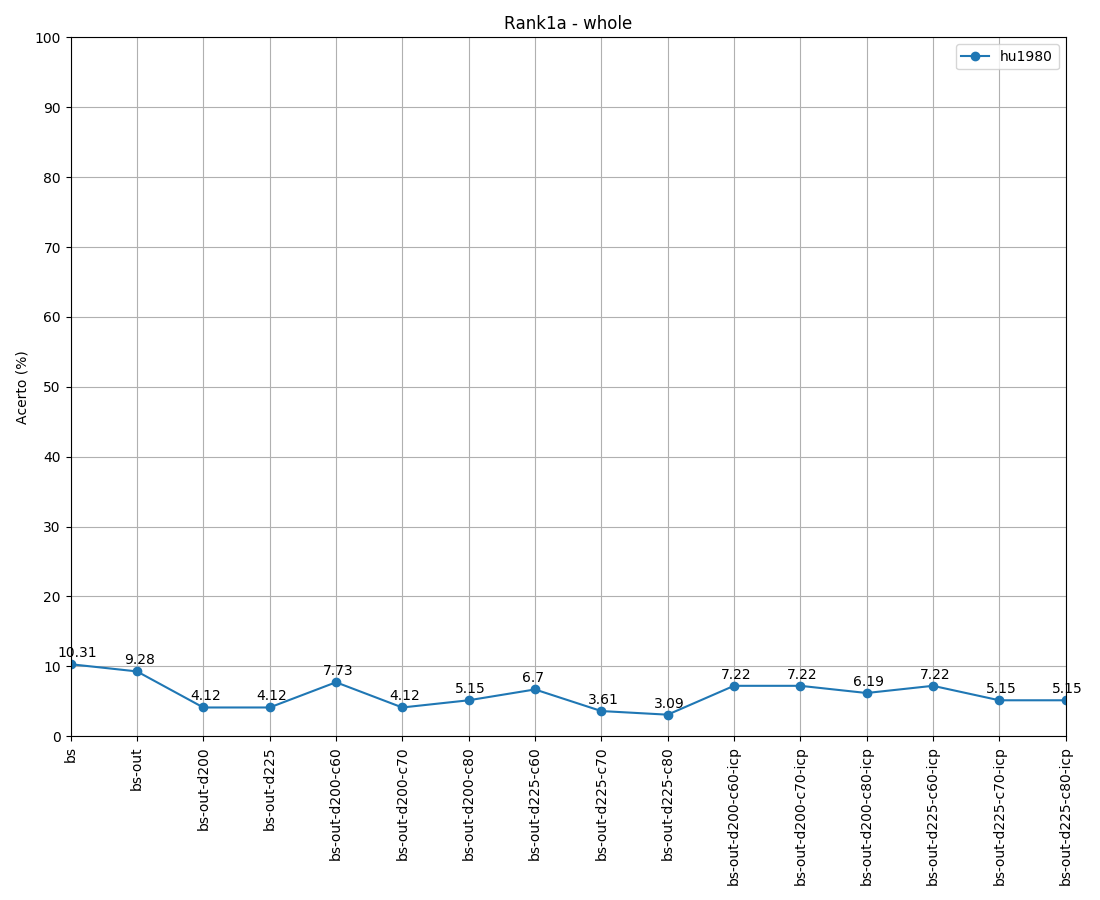 Rank1a - whole
hu1980
Acerto (%)
100
90
80
70
60
50
40
30
20
10
0
10.31
9.28
4.12
4.12
7.73
4.12
5.15
6.7
3.61
3.09
7.22
7.22
6.19
7.22
5.15
5.15
bs
bs-out
bs-out-d200
bs-out-d225
bs-out-d200-c60
bs-out-d200-c70
bs-out-d200-c80
bs-out-d225-c60
bs-out-d225-c70
bs-out-d225-c80
bs-out-d200-c60-icp
bs-out-d200-c70-icp
bs-out-d200-c80-icp
bs-out-d225-c60-icp
bs-out-d225-c70-icp
bs-out-d225-c80-icp